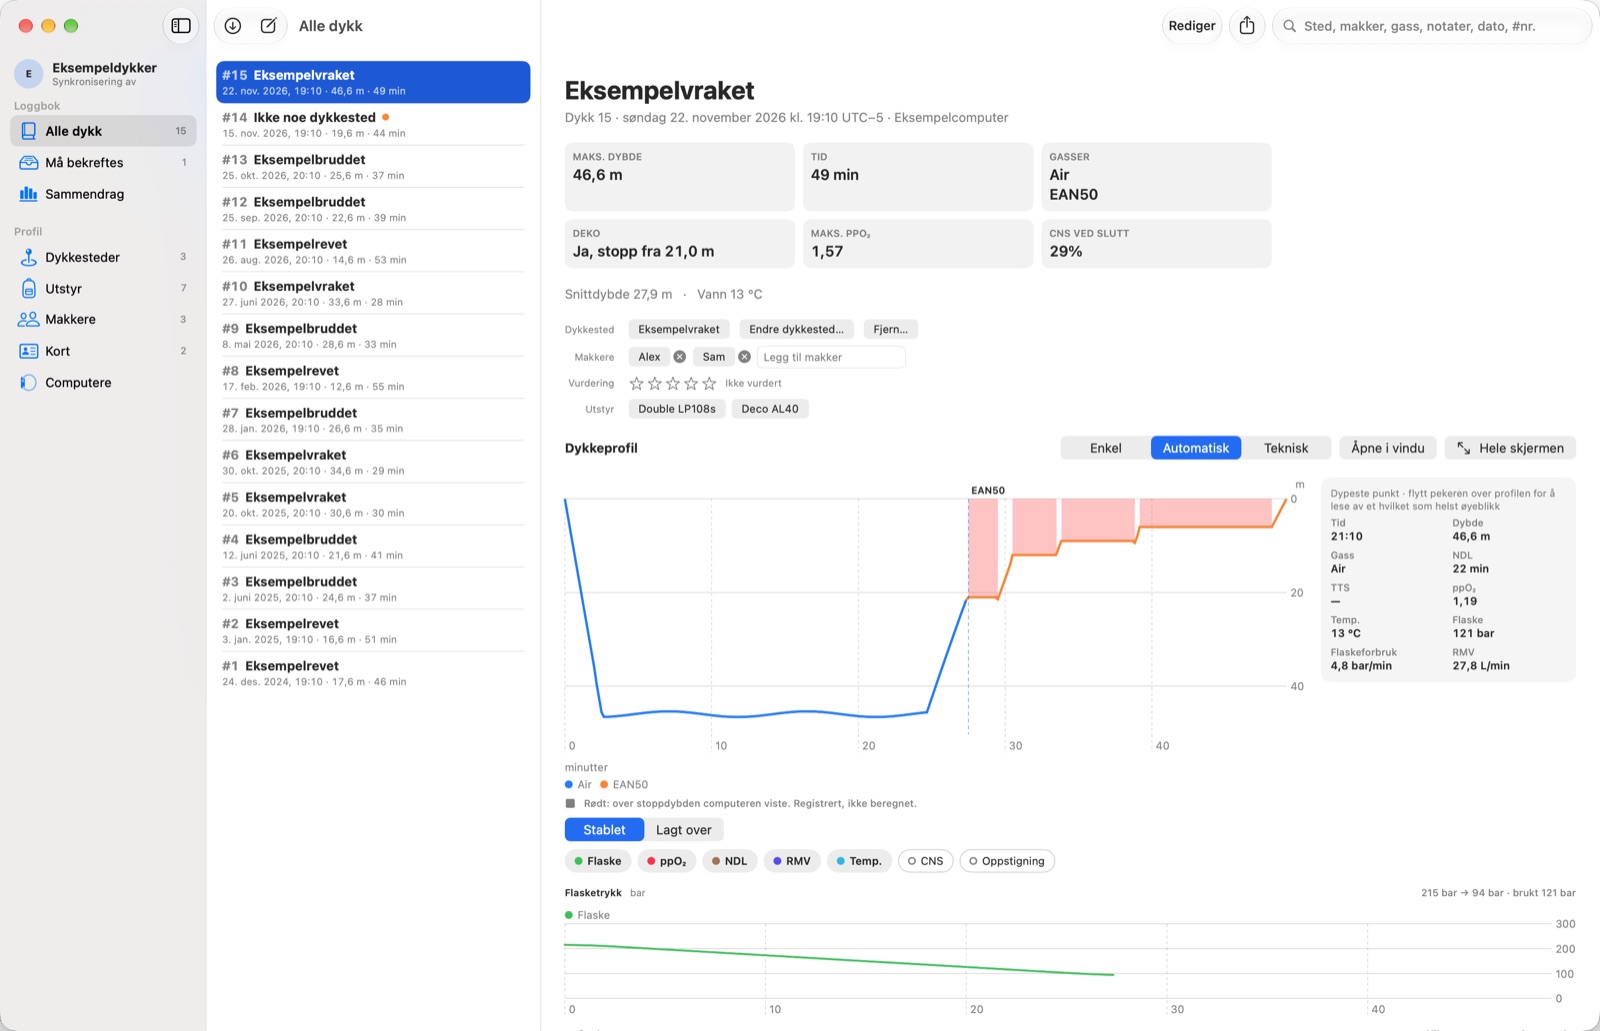 Alle dykk
Rediger
Sted, makker, gass, notater, dato, #nr.
E
Eksempeldykker
Synkronisering av
Loggbok
Alle dykk 15
Må bekreftes 1
Sammendrag
Profil
Dykkesteder 3
Utstyr 7
Makkere 3
Kort 2
Computere
#15 Eksempelvraket
22. nov. 2026, 19:10 · 46,6 m · 49 min
#14 Ikke noe dykkested
15. nov. 2026, 19:10 · 19,6 m · 44 min
#13 Eksempelbruddet
25. okt. 2026, 20:10 · 25,6 m · 37 min
#12 Eksempelbruddet
25. sep. 2026, 20:10 · 22,6 m · 39 min
#11 Eksempelrevet
26. aug. 2026, 20:10 · 14,6 m · 53 min
#10 Eksempelvraket
27. juni 2026, 20:10 · 33,6 m · 28 min
#9 Eksempelbruddet
8. mai 2026, 20:10 · 28,6 m · 33 min
#8 Eksempelrevet
17. feb. 2026, 19:10 · 12,6 m · 55 min
#7 Eksempelbruddet
28. jan. 2026, 19:10 · 26,6 m · 35 min
#6 Eksempelvraket
30. okt. 2025, 19:10 · 34,6 m · 29 min
#5 Eksempelvraket
20. okt. 2025, 20:10 · 30,6 m · 30 min
#4 Eksempelbruddet
12. juni 2025, 20:10 · 21,6 m · 41 min
#3 Eksempelbruddet
2. juni 2025, 20:10 · 24,6 m · 37 min
#2 Eksempelrevet
3. jan. 2025, 19:10 · 16,6 m · 51 min
#1 Eksempelrevet
24. des. 2024, 19:10 · 17,6 m · 46 min
Eksempelvraket
Dykk 15 · søndag 22. november 2026 kl. 19:10 UTC−5 · Eksempelcomputer
MAKS. DYBDE
46,6 m
TID
49 min
GASSER
Air
EAN50
DEKO
Ja, stopp fra 21,0 m
MAKS. PPO₂
1,57
CNS VED SLUTT
29%
Snittdybde 27,9 m · Vann 13 °C
Dykkested Eksempelvraket Endre dykkested… Fjern…
Makkere Alex Sam Legg til makker
Vurdering Ikke vurdert
Utstyr Double LP108s Deco AL40
Dykkeprofil Enkel Automatisk Teknisk Åpne i vindu Hele skjermen
EAN50
m
0
20
40
0 10 20 30 40
minutter
Air EAN50
Rødt: over stoppdybden computeren viste. Registrert, ikke beregnet.
Dypeste punkt · flytt pekeren over profilen for å
lese av et hvilket som helst øyeblikk
Tid Dybde
21:10 46,6 m
Gass NDL
Air 22 min
TTS ppO₂
— 1,19
Temp. Flaske
13 °C 121 bar
Flaskeforbruk RMV
4,8 bar/min 27,8 L/min
Stablet Lagt over
Flaske ppO₂ NDL RMV Temp. CNS Oppstigning
Flasketrykk bar 215 bar → 94 bar · brukt 121 bar
Flaske
300
200
100
0
0 10 20 30 40